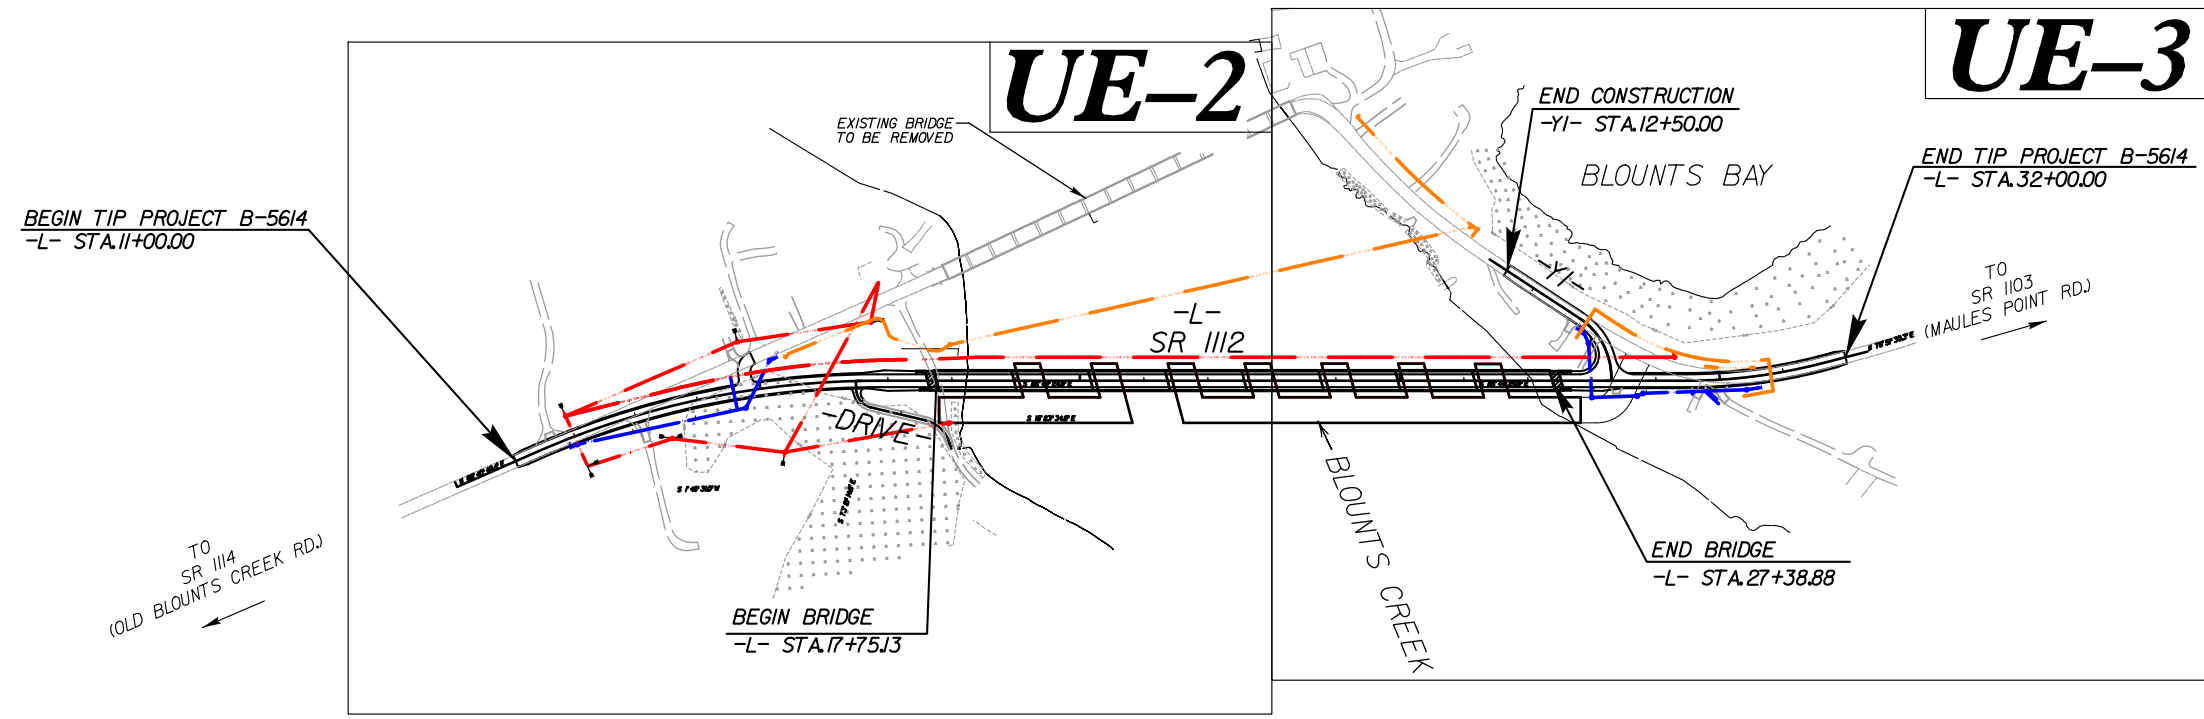 UE-2
UE-3
EXISTING BRIDGE
TO BE REMOVED
END CONSTRUCTION
-Y1- STA.12+50.00
BLOUNTS BAY
END TIP PROJECT B-5614
-L- STA.32+00.00
BEGIN TIP PROJECT B-5614
-L- STA.11+00.00
-Y1-
TO
SR 1103
(MAULES POINT RD.)
-L-
SR 1112
-DRIVE-
BLOUNTS CREEK
TO
SR 1114
(OLD BLOUNTS CREEK RD.)
END BRIDGE
-L- STA.27+38.88
BEGIN BRIDGE
-L- STA.17+75.13